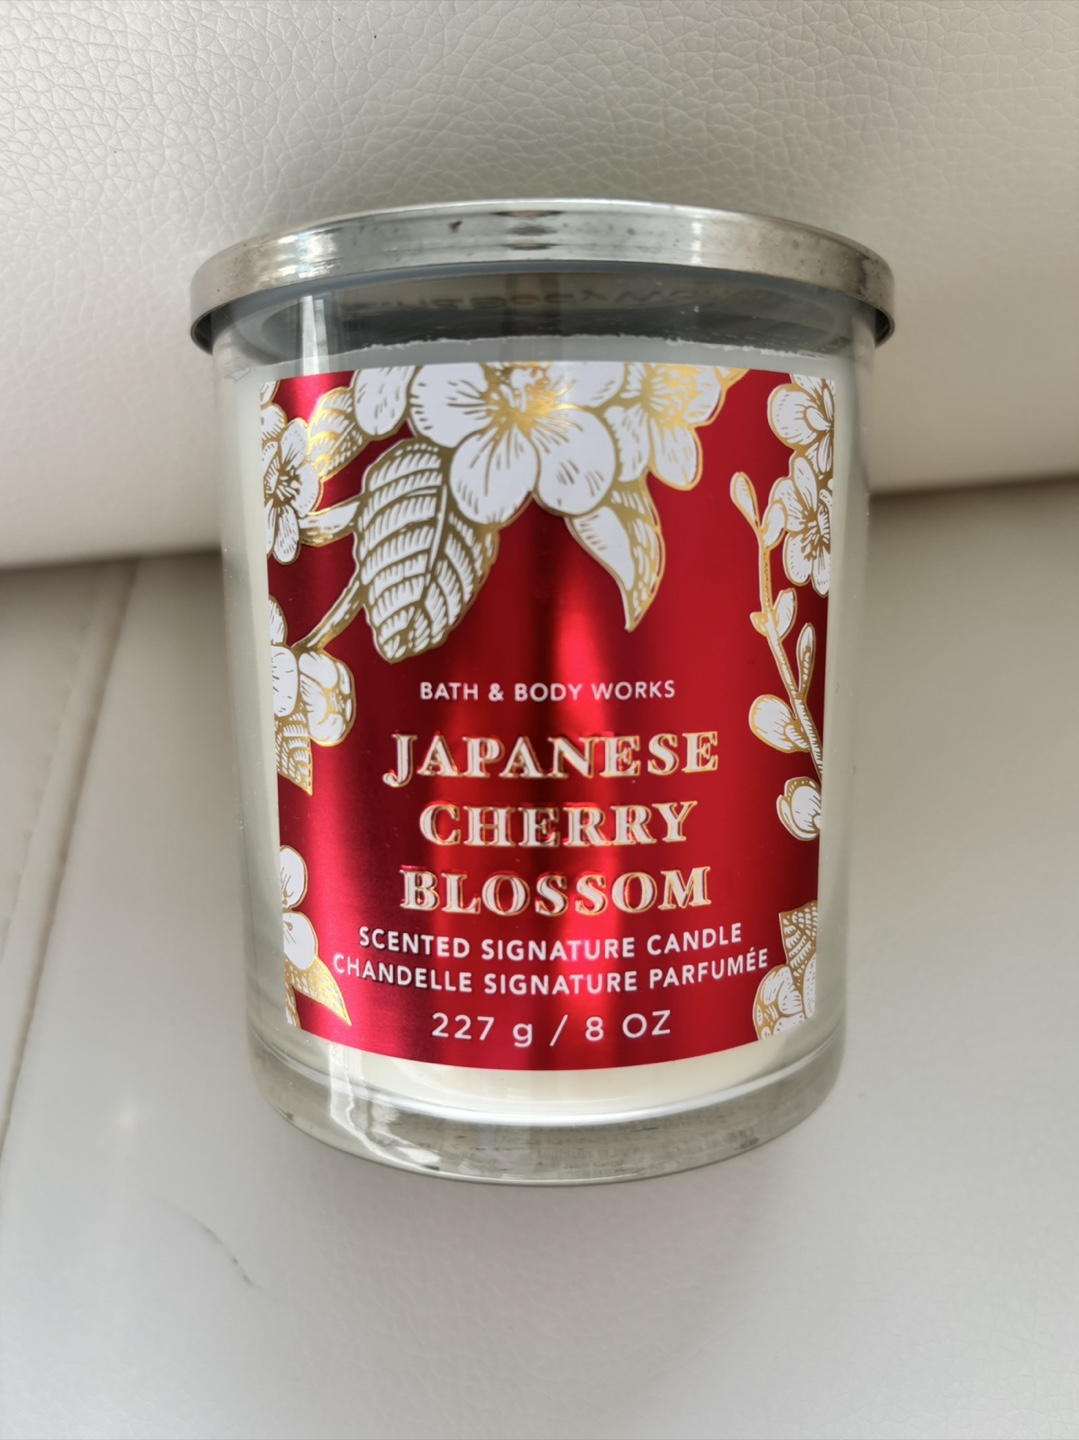 BATH & BODY WORKS
JAPANESE
CHERRY
BLOSSOM
SCENTED SIGNATURE CANDLE
CHANDELLE SIGNATURE PARFUMÉE
227 g / 8 OZ